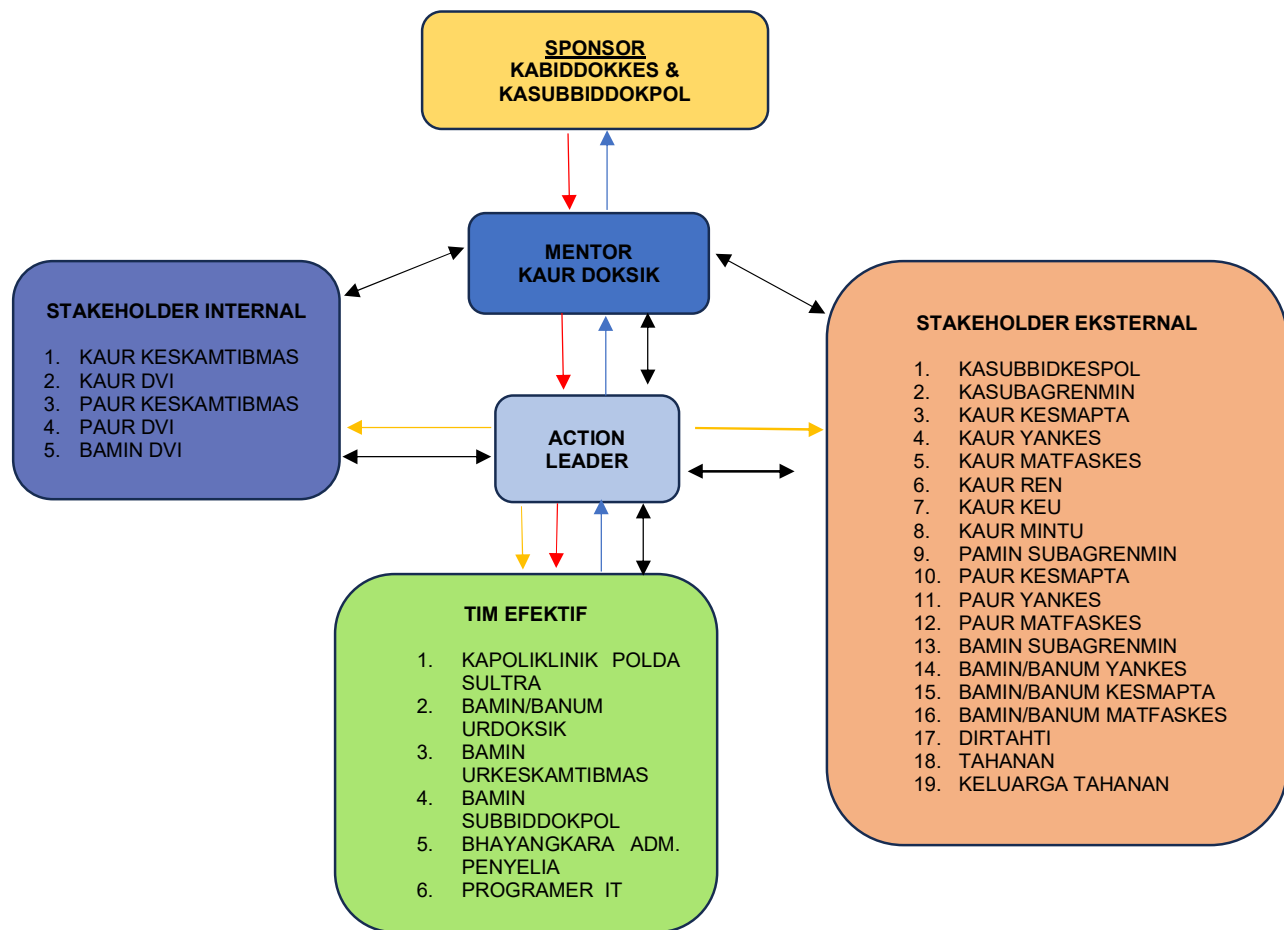 SPONSOR
KABIDDOKKES &
KASUBBIDDOKPOL
MENTOR
KAUR DOKSIK
STAKEHOLDER INTERNAL
1. KAUR KESKAMTIBMAS
2. KAUR DVI
3. PAUR KESKAMTIBMAS
4. PAUR DVI
5. BAMIN DVI
ACTION
LEADER
STAKEHOLDER EKSTERNAL
1. KASUBBIDKESPOL
2. KASUBAGRENMIN
3. KAUR KESMAPTA
4. KAUR YANKES
5. KAUR MATFASKES
6. KAUR REN
7. KAUR KEU
8. KAUR MINTU
9. PAMIN SUBAGRENMIN
10. PAUR KESMAPTA
11. PAUR YANKES
12. PAUR MATFASKES
13. BAMIN SUBAGRENMIN
14. BAMIN/BANUM YANKES
15. BAMIN/BANUM KESMAPTA
16. BAMIN/BANUM MATFASKES
17. DIRTAHTI
18. TAHANAN
19. KELUARGA TAHANAN
TIM EFEKTIF
1. KAPOLIKLINIK POLDA
SULTRA
2. BAMIN/BANUM
URDOKSIK
3. BAMIN
URKESKAMTIBMAS
4. BAMIN
SUBBIDDOKPOL
5. BHAYANGKARA ADM.
PENYELIA
6. PROGRAMER IT